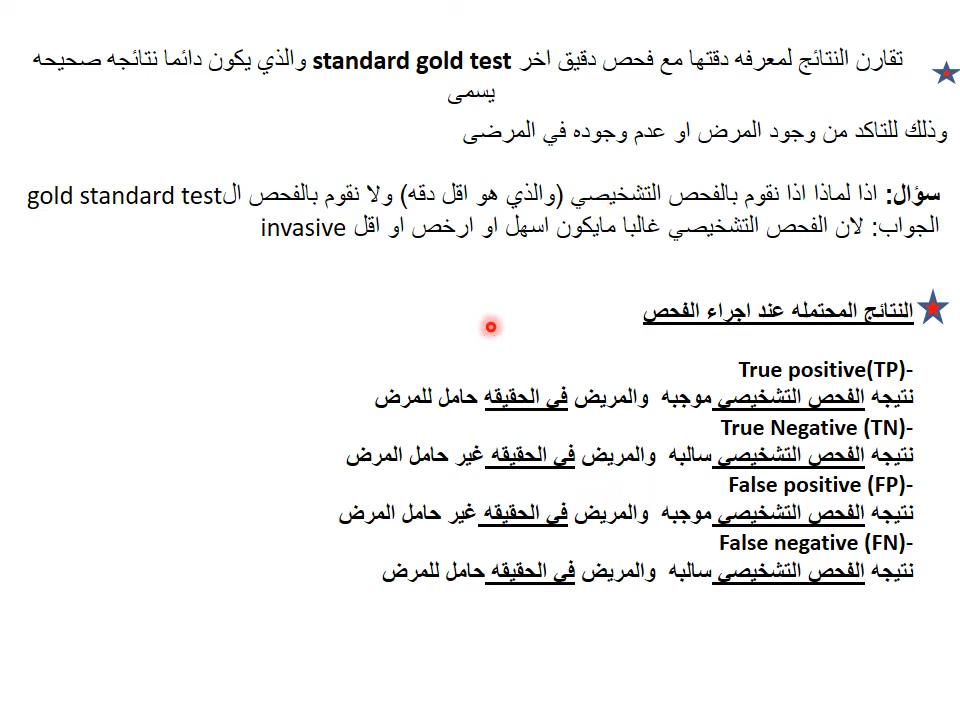 تقارن النتائج لمعرفه دقتها مع فحص دقيق اخر standard gold test والذي يكون دائما نتائجه صحيحه
يسمى
وذلك للتاكد من وجود المرض او عدم وجوده في المرضى
سؤال: اذا لماذا اذا نقوم بالفحص التشخيصي (والذي هو اقل دقه) ولا نقوم بالفحص الgold standard test
الجواب: لان الفحص التشخيصي غالبا مايكون اسهل او ارخص او اقل invasive
النتائج المحتمله عند اجراء الفحص
True positive(TP)-
نتيجه الفحص التشخيصي موجبه والمريض في الحقيقه حامل للمرض
True Negative (TN)-
نتيجه الفحص التشخيصي سالبه والمريض في الحقيقه غير حامل المرض
False positive (FP)-
نتيجه الفحص التشخيصي موجبه والمريض في الحقيقه غير حامل المرض
False negative (FN)-
نتيجه الفحص التشخيصي سالبه والمريض في الحقيقه حامل للمرض